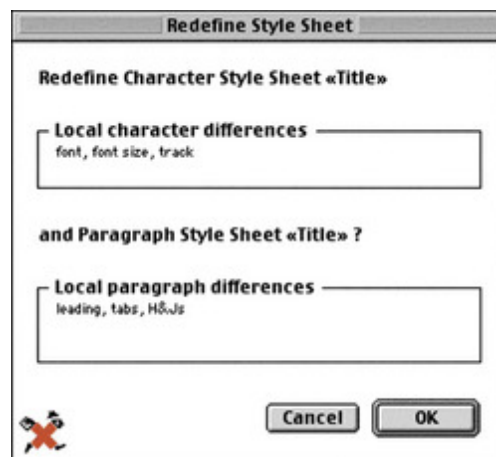 Redefine Style Sheet
Redefine Character Style Sheet «Title»
Local character differences
font, font size, track
and Paragraph Style Sheet «Title» ?
Local paragraph differences
leading, tabs, H&Js
Cancel
OK